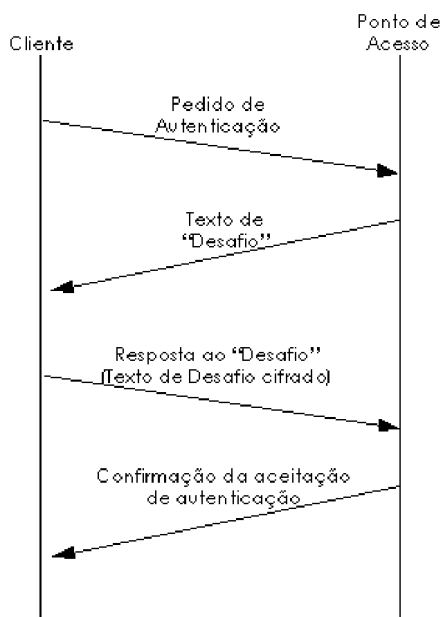 Cliente
Ponto de
Acesso
Pedido de
Autenticação
Texto de
“Desafio”
Resposta ao “Desafio”
(Texto de Desafio cifrado)
Confirmação da aceitação
de autenticação